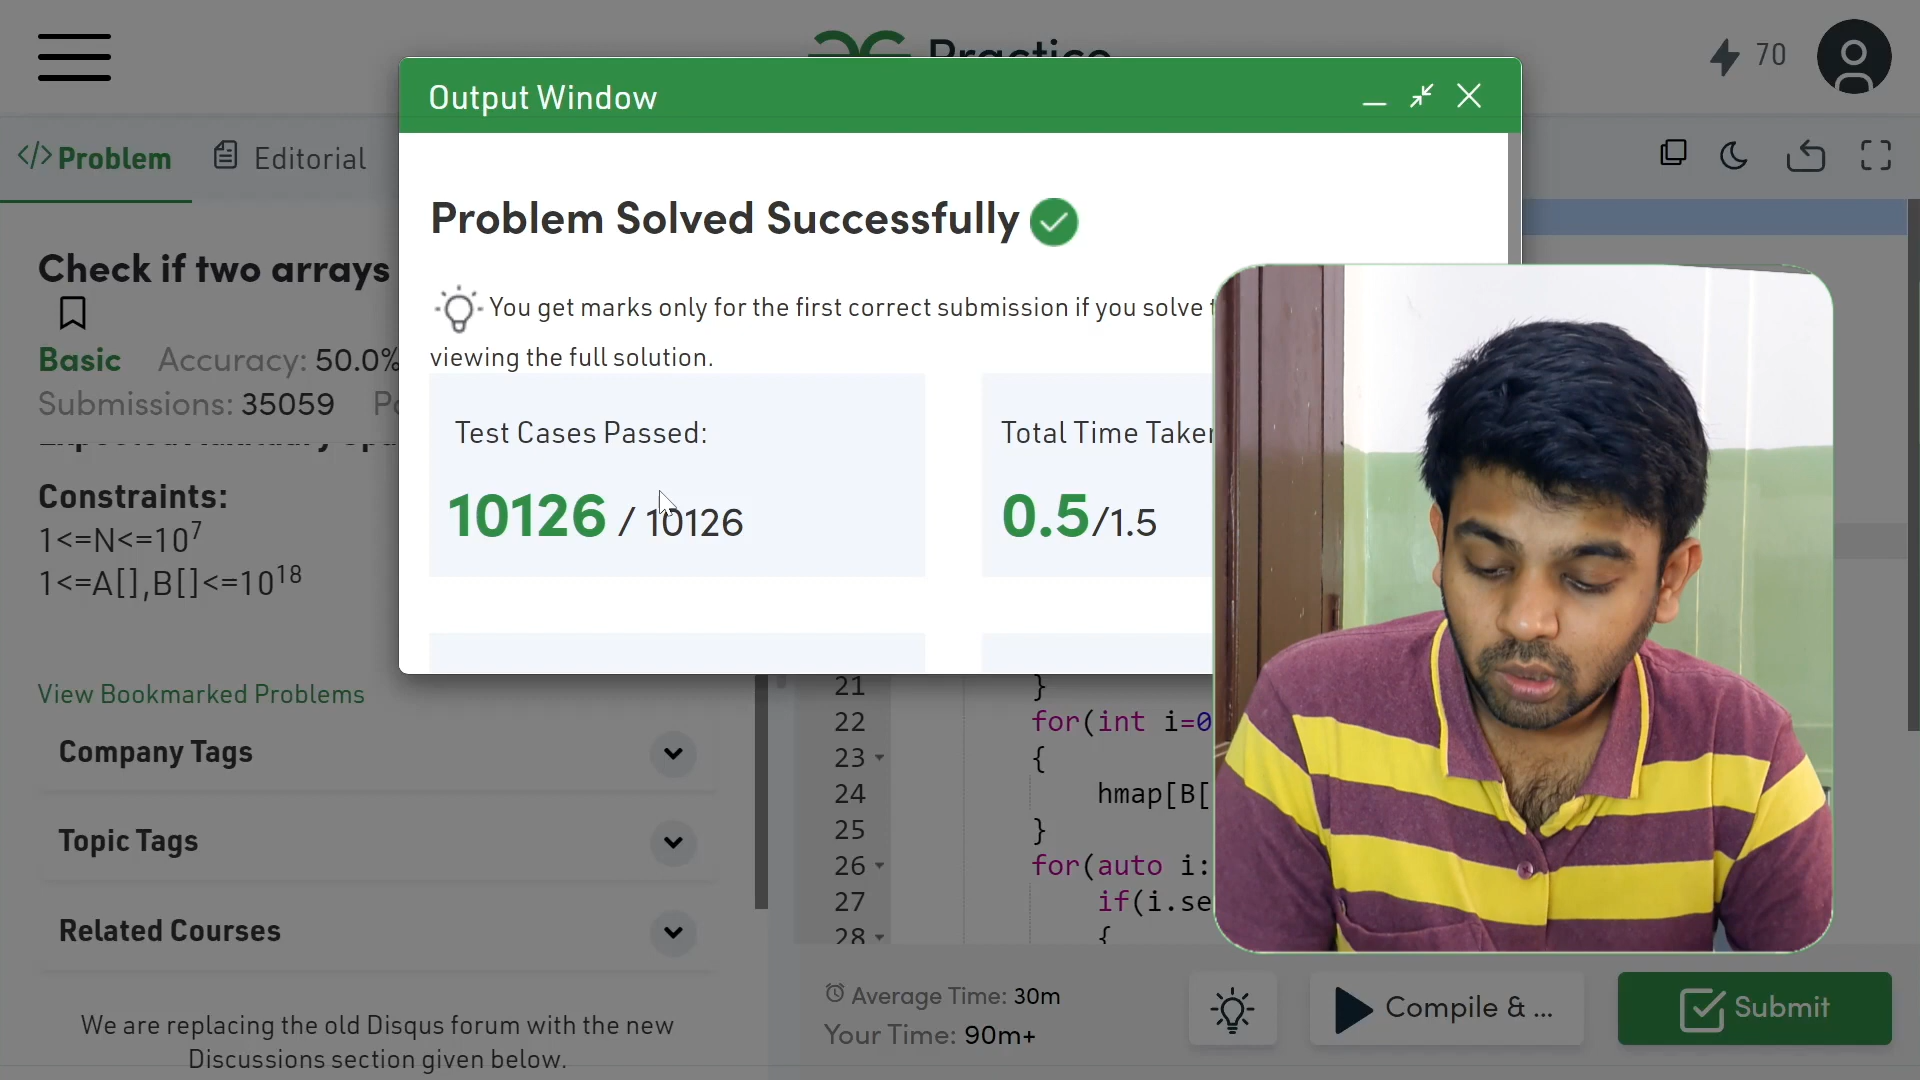 Practice
70
Output Window
Problem
Editorial
Problem Solved Successfully
Check if two arrays
You get marks only for the first correct submission if you solve
viewing the full solution.
Basic Accuracy: 50.0%
Submissions: 35059
Test Cases Passed:
10126 / 10126
Total Time Taken
0.5/1.5
Constraints:
1<=N<=10⁷
1<=A[],B[]<=10¹⁸
View Bookmarked Problems
Company Tags
Topic Tags
Related Courses
We are replacing the old Disqus forum with the new
Discussions section given below.
21 }
22 for(int i=0
23 {
24 hmap[B[
25 }
26 for(auto i:
27 if(i.se
28 {
Average Time: 30m
Your Time: 90m+
Compile & ...
Submit